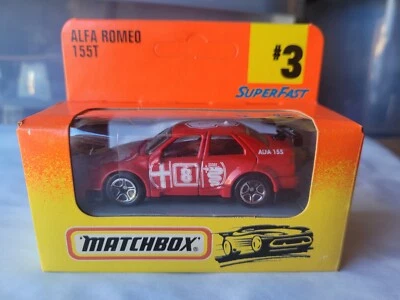 ALFA ROMEO
155T
#3
SUPERFAST
8
ALFA 155
MATCHBOX®